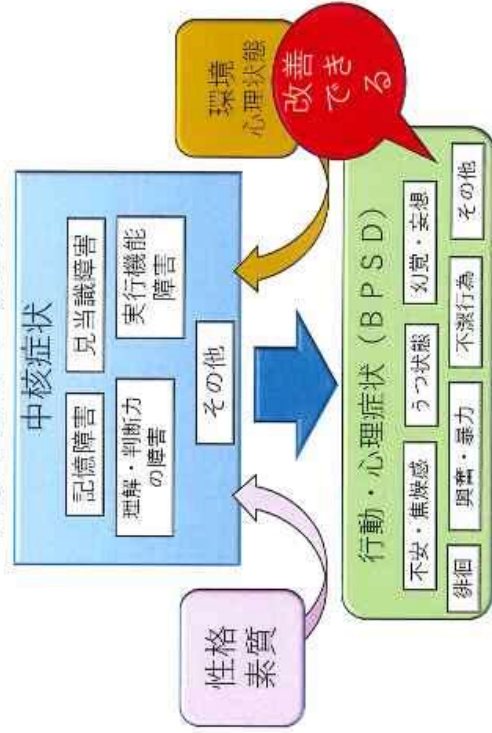 中核症状
記憶障害
見当識障害
理解・判断力
の障害
実行機能
障害
その他
性格
素質
環境
心理状態
改善
でき
る
行動・心理症状（ＢＰＳＤ）
不安・焦燥感
うつ状態
幻覚・妄想
徘徊
興奮・暴力
不潔行為
その他